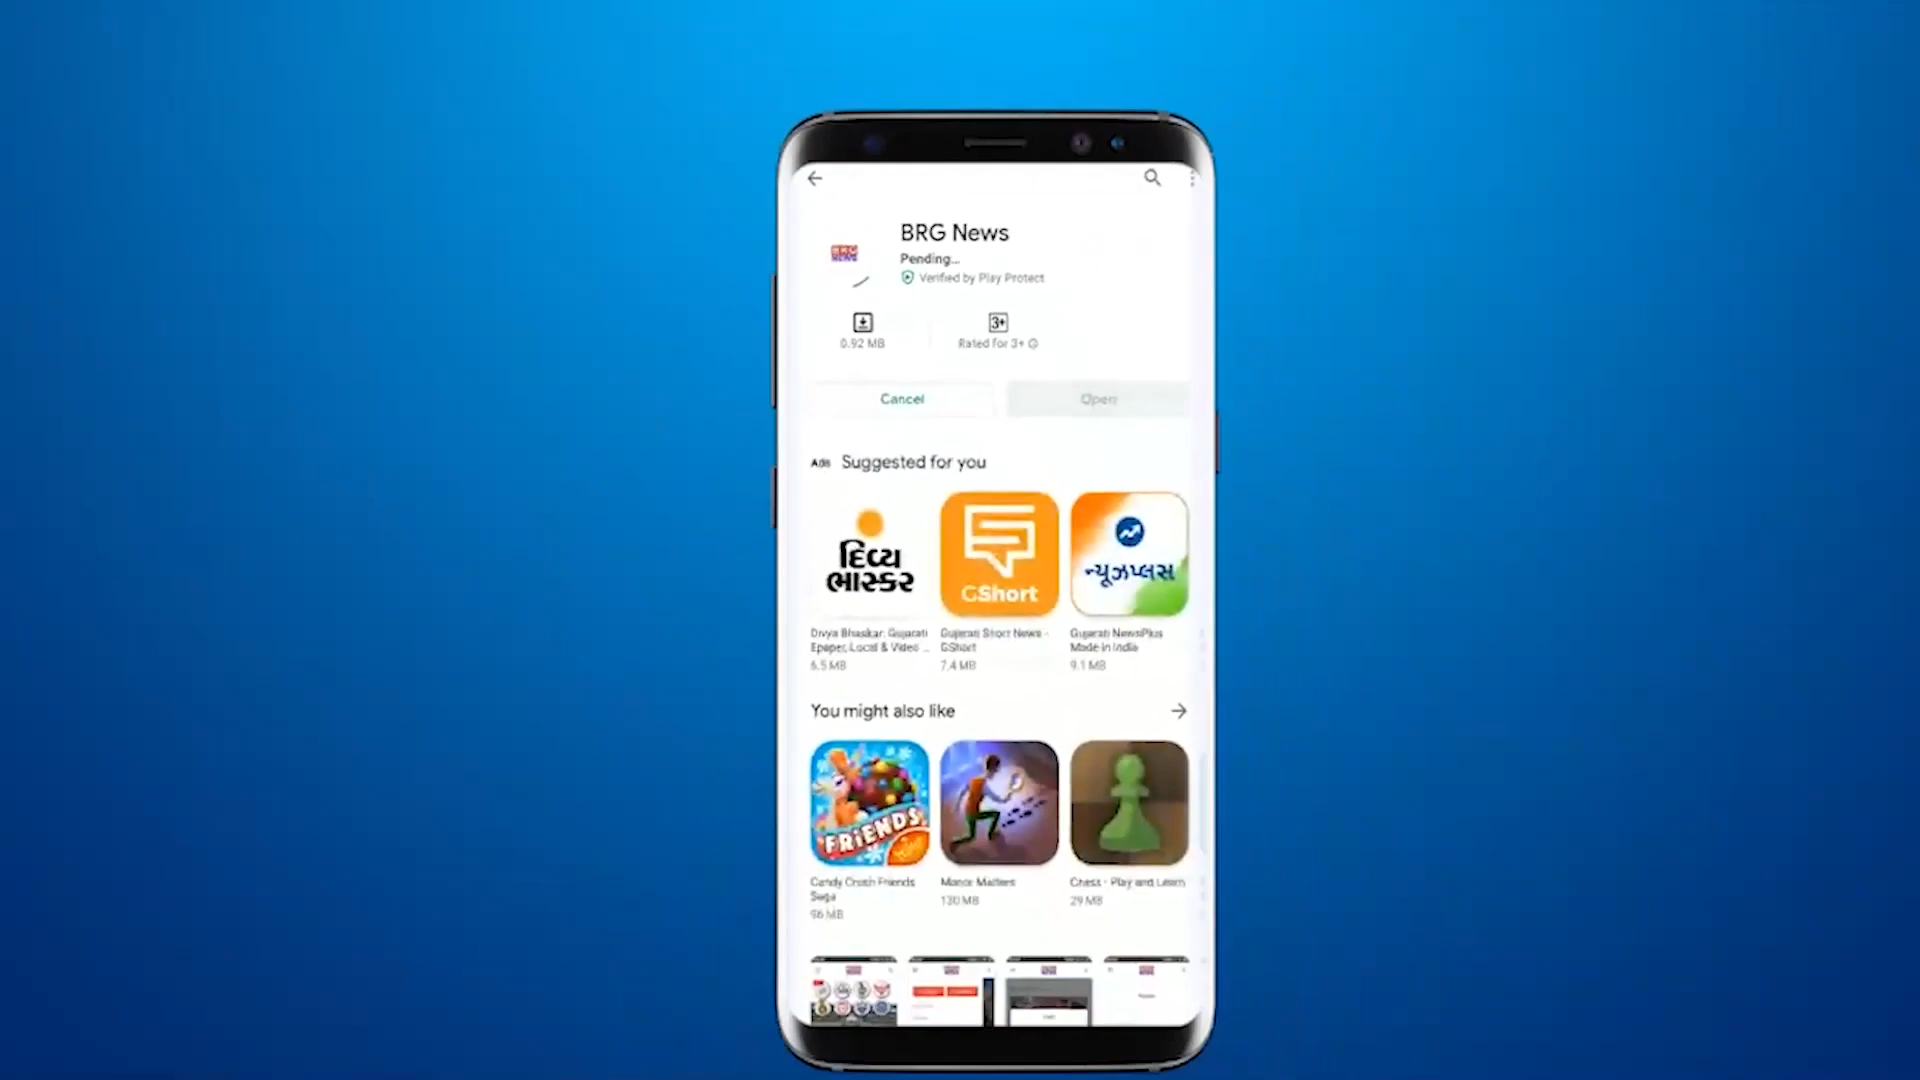 BRG News
BRG
NEWS
Pending...
Verified by Play Protect
3+
0.92 MB
Rated for 3+
Cancel
Open
Ads Suggested for you
દિવ્ય
ભાસ્કર
GShort
ન્યૂઝપ્લસ
Divya Bhaskar: Gujarati
Epaper, Local & Video ...
6.5 MB
Gujarati Short News -
GShort
7.4 MB
Gujarati NewsPlus
Made in India
9.1 MB
You might also like
FRIENDS
Candy Crush Friends
Saga
96 MB
Manor Matters
130 MB
Chess - Play and Learn
29 MB